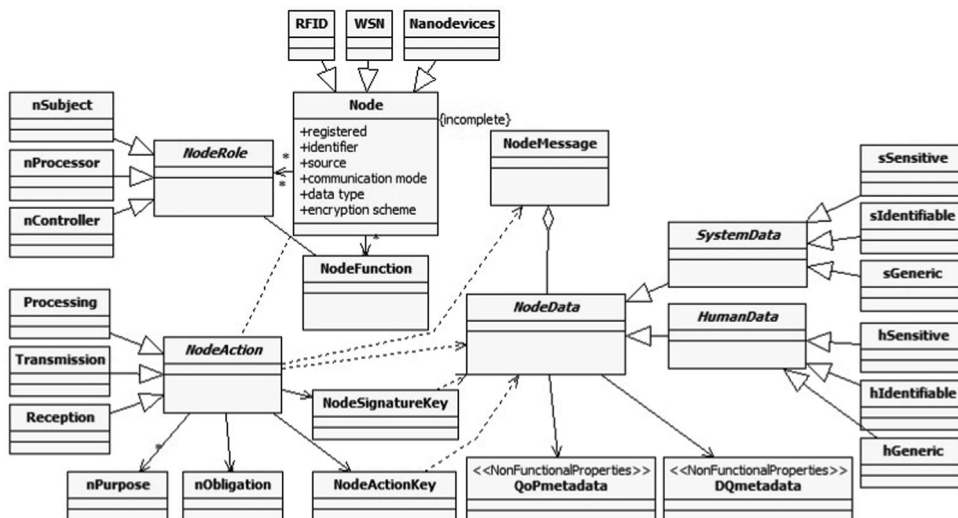 RFID
WSN
Nanodevices
Node
{incomplete}
+registered
+identifier
+source
+communication mode
+data type
+encryption scheme
nSubject
nProcessor
nController
NodeRole
*
*
*
NodeFunction
NodeMessage
sSensitive
sIdentifiable
sGeneric
SystemData
NodeData
HumanData
hSensitive
hIdentifiable
hGeneric
Processing
Transmission
Reception
NodeAction
NodeSignatureKey
*
nPurpose
nObligation
NodeActionKey
<<NonFunctionalProperties>>
QoPmetadata
<<NonFunctionalProperties>>
DQmetadata